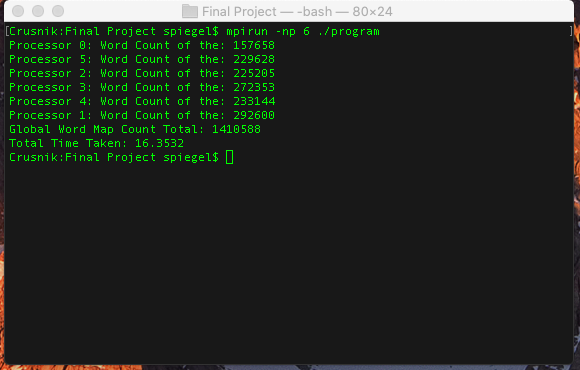 Final Project — -bash — 80×24
[Crusnik:Final Project spiegel$ mpirun -np 6 ./program ]
Processor 0: Word Count of the: 157658
Processor 5: Word Count of the: 229628
Processor 2: Word Count of the: 225205
Processor 3: Word Count of the: 272353
Processor 4: Word Count of the: 233144
Processor 1: Word Count of the: 292600
Global Word Map Count Total: 1410588
Total Time Taken: 16.3532
Crusnik:Final Project spiegel$